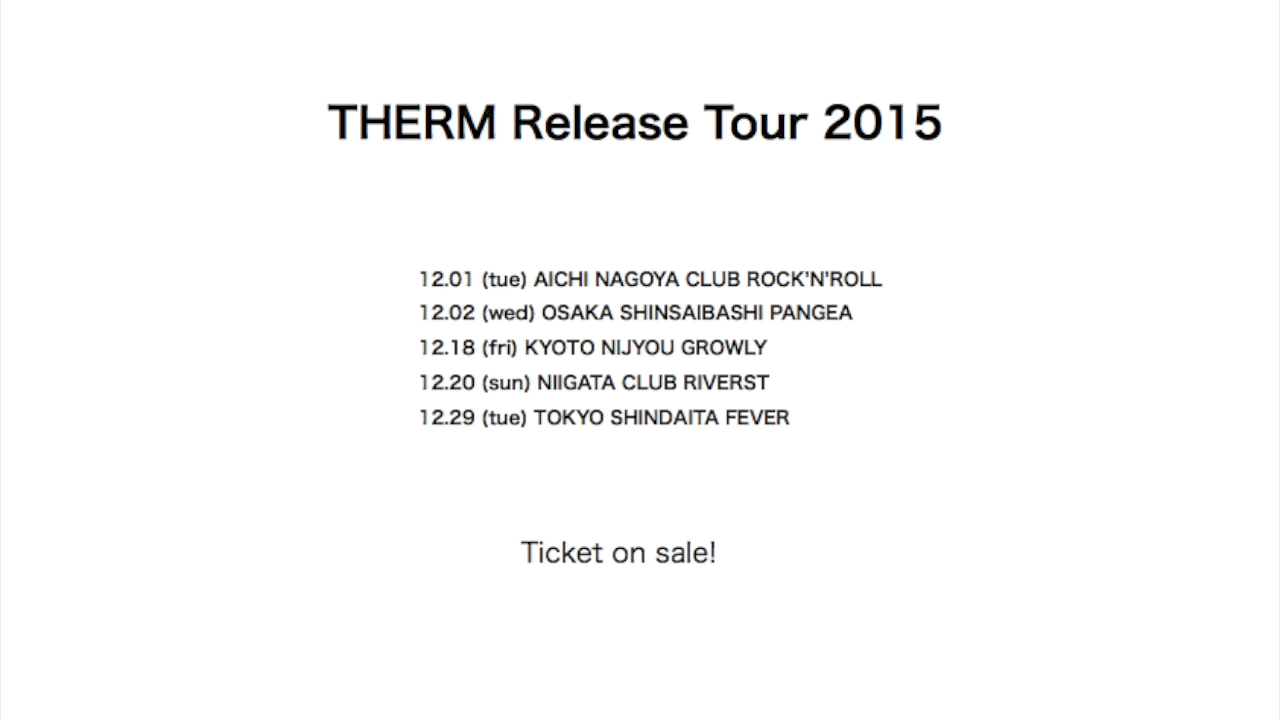 THERM Release Tour 2015
12.01 (tue) AICHI NAGOYA CLUB ROCK’N’ROLL
12.02 (wed) OSAKA SHINSAIBASHI PANGEA
12.18 (fri) KYOTO NIJYOU GROWLY
12.20 (sun) NIIGATA CLUB RIVERST
12.29 (tue) TOKYO SHINDAITA FEVER
Ticket on sale!